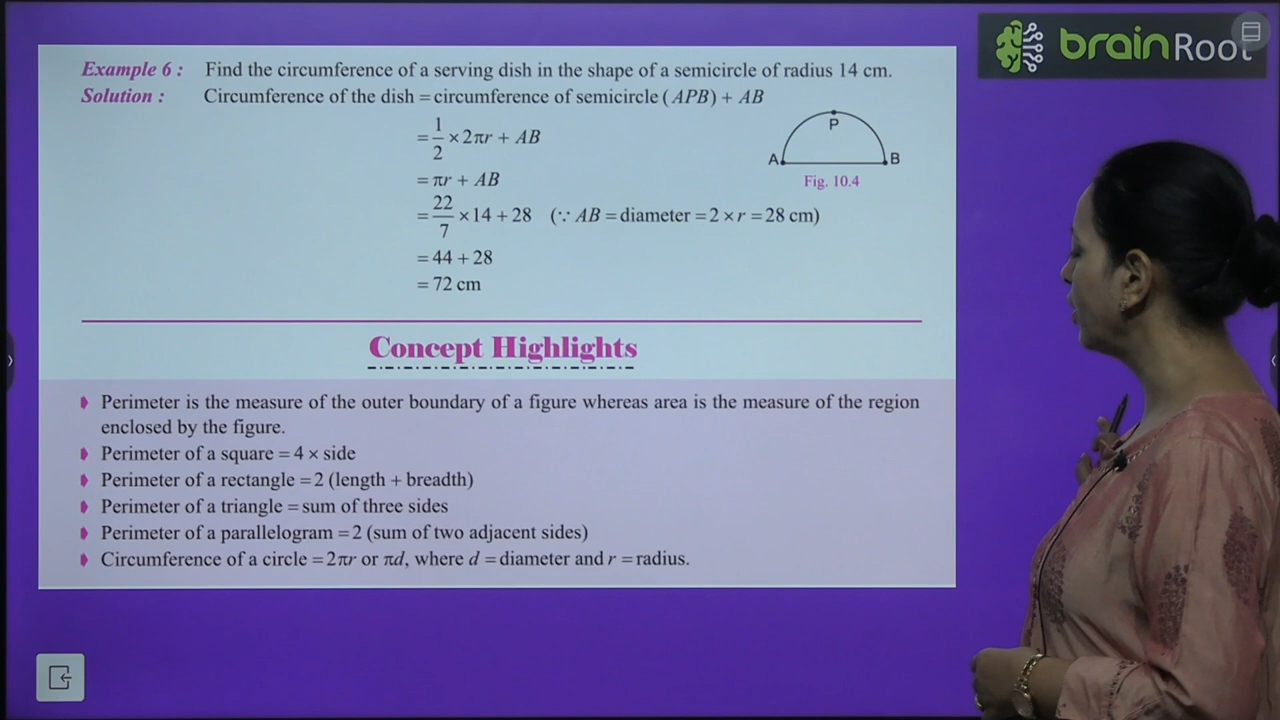 brainRoot
Example 6 : Find the circumference of a serving dish in the shape of a semicircle of radius 14 cm.
Solution : Circumference of the dish = circumference of semicircle (APB) + AB
= 1/2 × 2πr + AB
= πr + AB
= 22/7 × 14 + 28 (∵ AB = diameter = 2 × r = 28 cm)
= 44 + 28
= 72 cm
P
A B
Fig. 10.4
Concept Highlights
Perimeter is the measure of the outer boundary of a figure whereas area is the measure of the region
enclosed by the figure.
Perimeter of a square = 4 × side
Perimeter of a rectangle = 2 (length + breadth)
Perimeter of a triangle = sum of three sides
Perimeter of a parallelogram = 2 (sum of two adjacent sides)
Circumference of a circle = 2πr or πd, where d = diameter and r = radius.